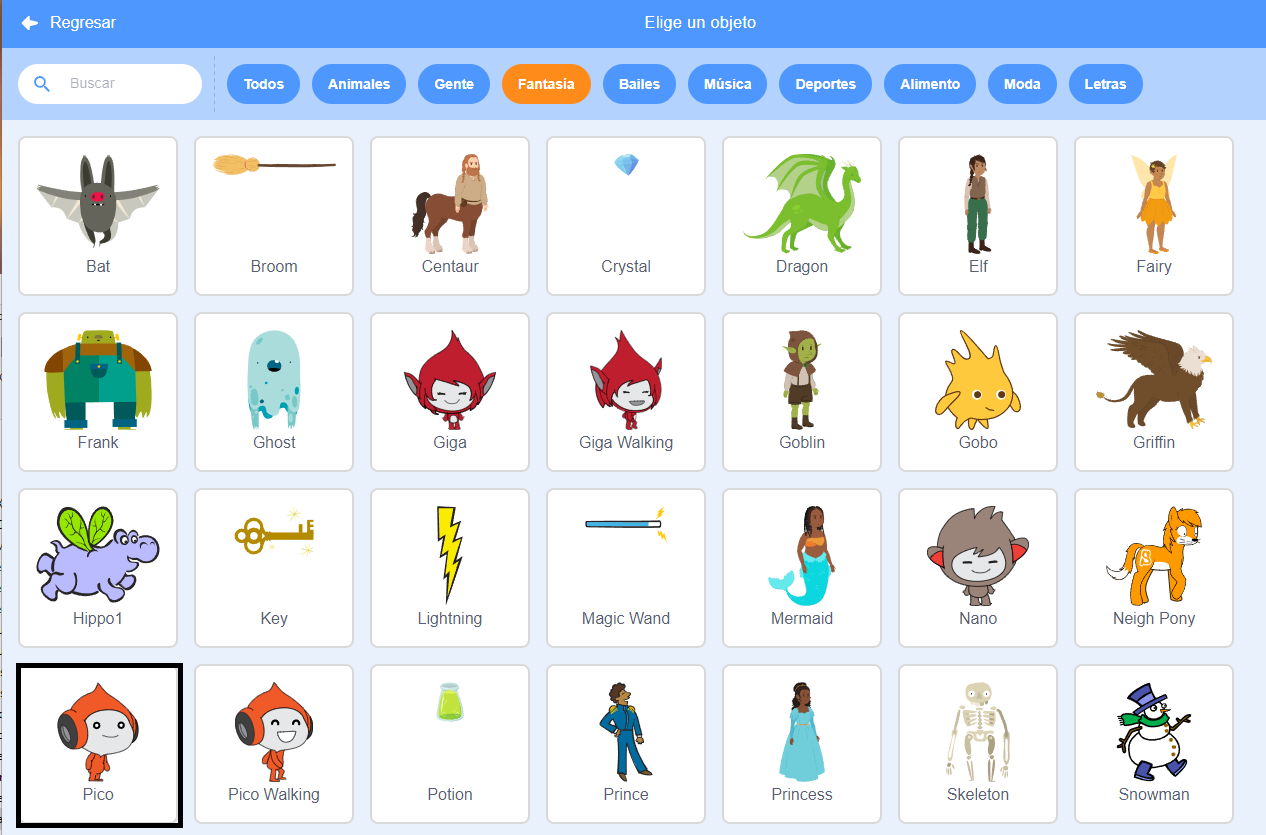 Regresar
Elige un objeto
Buscar
Todos
Animales
Gente
Fantasía
Bailes
Música
Deportes
Alimento
Moda
Letras
Bat
Broom
Centaur
Crystal
Dragon
Elf
Fairy
Frank
Ghost
Giga
Giga Walking
Goblin
Gobo
Griffin
Hippo1
Key
Lightning
Magic Wand
Mermaid
Nano
Neigh Pony
Pico
Pico Walking
Potion
Prince
Princess
Skeleton
Snowman